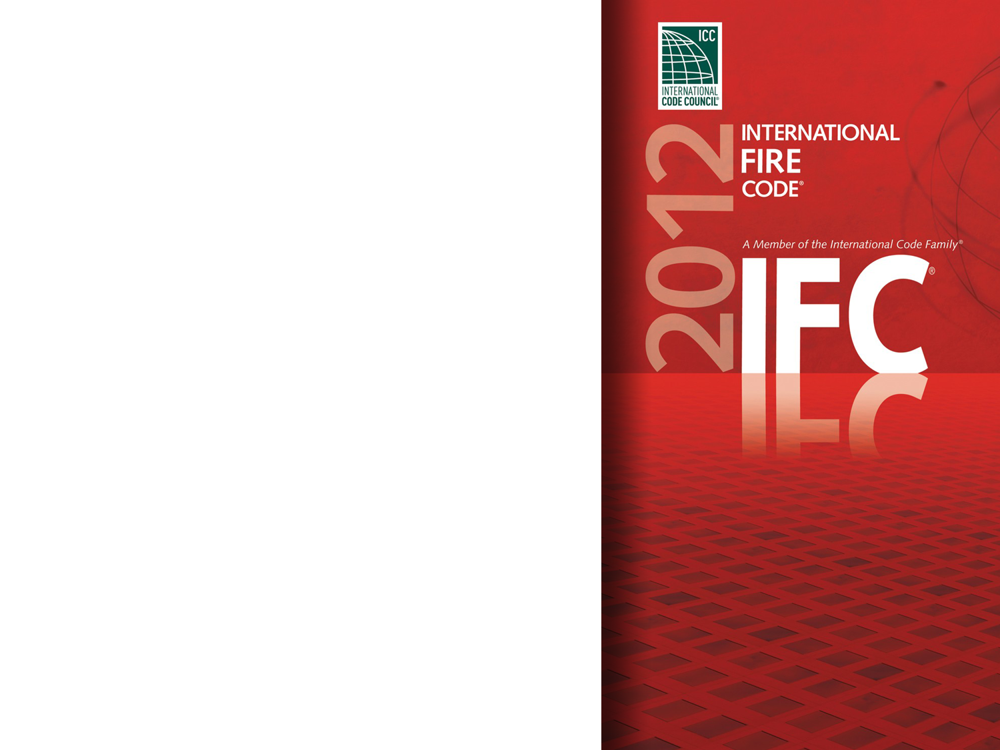 ICC
INTERNATIONAL
CODE COUNCIL®
2012
INTERNATIONAL
FIRE
CODE®
A Member of the International Code Family®
IFC®